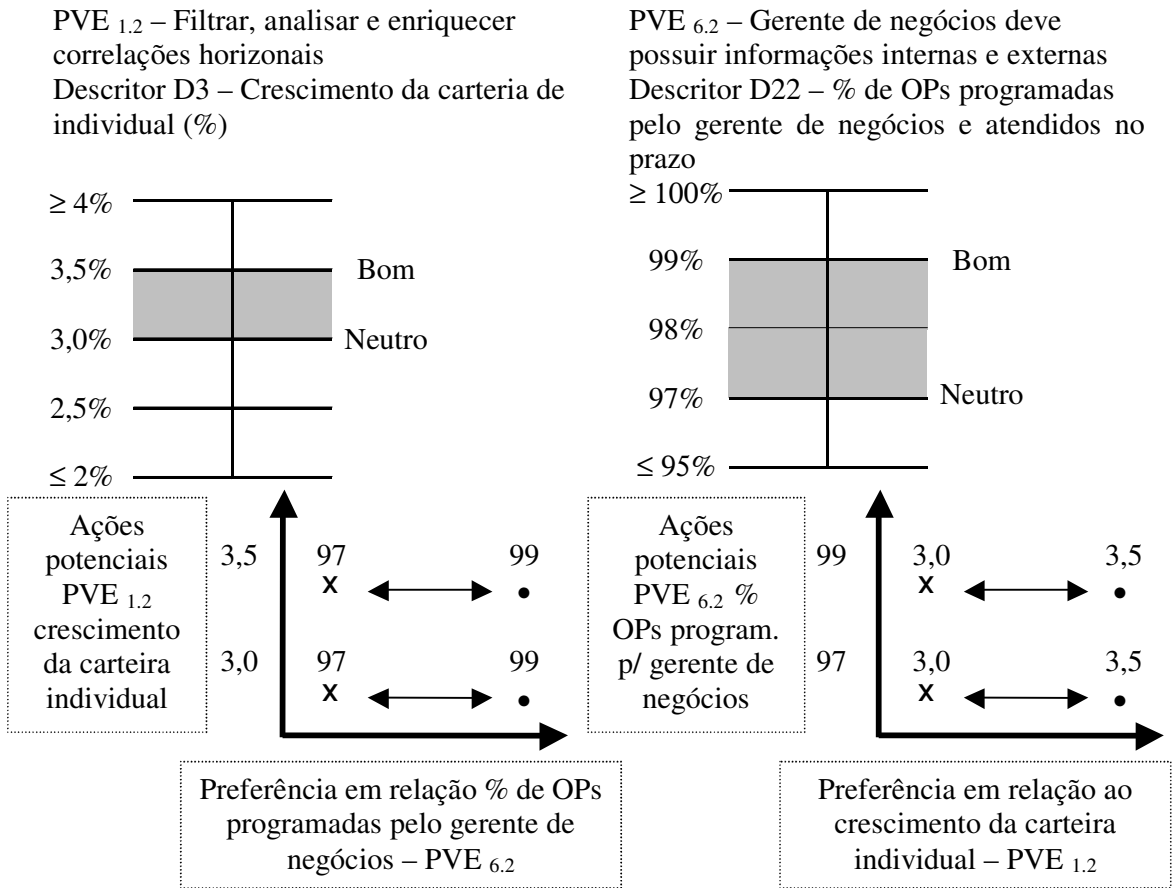 PVE 1.2 – Filtrar, analisar e enriquecer
correlações horizonais
Descritor D3 – Crescimento da carteria de
individual (%)
≥ 4%
3,5%
Bom
3,0%
Neutro
2,5%
≤ 2%
PVE 6.2 – Gerente de negócios deve
possuir informações internas e externas
Descritor D22 – % de OPs programadas
pelo gerente de negócios e atendidos no
prazo
≥ 100%
99%
Bom
98%
97%
Neutro
≤ 95%
Ações
potenciais
PVE 1.2
crescimento
da carteira
individual
3,5
97
99
x
3,0
97
99
x
Preferência em relação % de OPs
programadas pelo gerente de
negócios – PVE 6.2
Ações
potenciais
PVE 6.2 %
OPs program.
p/ gerente de
negócios
99
3,0
3,5
x
97
3,0
3,5
x
Preferência em relação ao
crescimento da carteira
individual – PVE 1.2